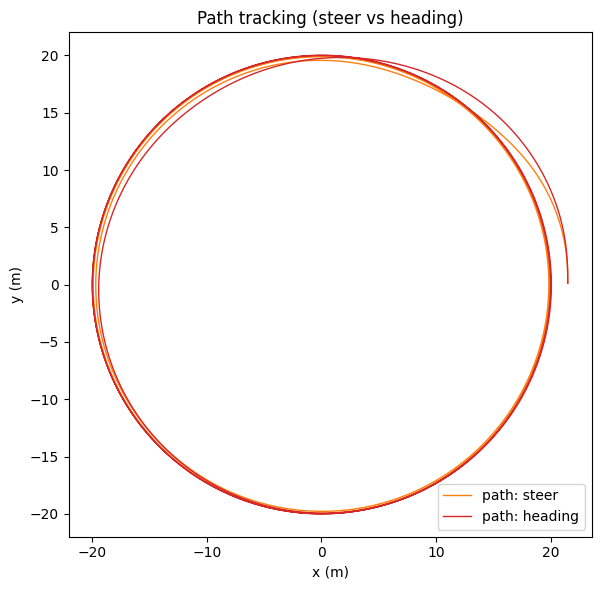 Path tracking (steer vs heading)
y (m)
20
15
10
5
0
−5
−10
−15
−20
−20
−10
0
10
20
x (m)
path: steer
path: heading